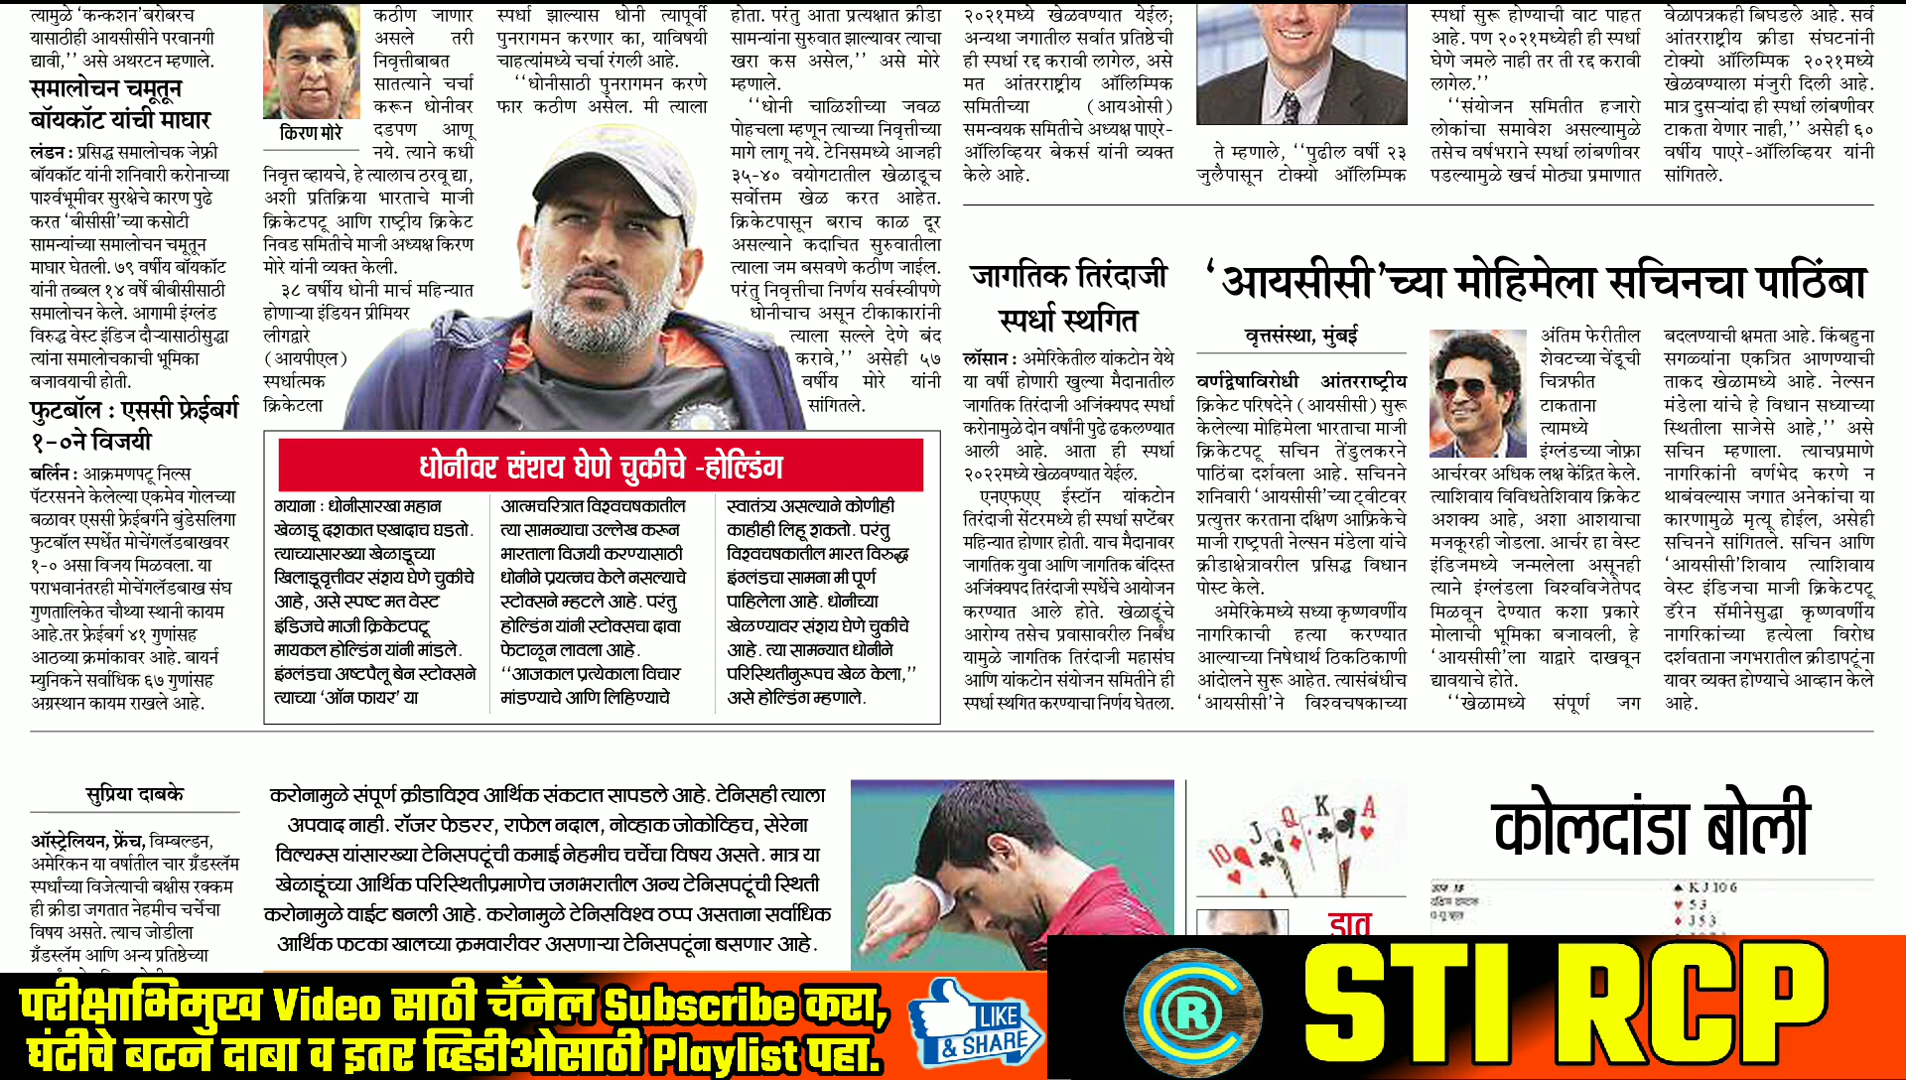 त्यामुळे ‘कन्कशन’बरोबरच
यासाठीही आयसीसीने परवानगी
द्यावी,’’ असे अथरटन म्हणाले.
समालोचन चमूतून
बॉयकॉट यांची माघार
लंडन : प्रसिद्ध समालोचक जेफ्री
बॉयकॉट यांनी शनिवारी करोनाच्या
पार्श्वभूमीवर सुरक्षेचे कारण पुढे
करत ‘बीसीसी’च्या कसोटी
सामन्यांच्या समालोचन चमूतून
माघार घेतली. ७९ वर्षीय बॉयकॉट
यांनी तब्बल १४ वर्षे बीबीसीसाठी
समालोचन केले. आगामी इंग्लंड
विरुद्ध वेस्ट इंडिज दौऱ्यासाठीसुद्धा
त्यांना समालोचकाची भूमिका
बजावयाची होती.
फुटबॉल : एससी फ्रेईबर्ग
१-०ने विजयी
बर्लिन : आक्रमणपटू निल्स
पॅटरसनने केलेल्या एकमेव गोलच्या
बळावर एससी फ्रेईबर्गने बुंडेसलिगा
फुटबॉल स्पर्धेत मोचेंगलॅडबाखवर
१-० असा विजय मिळवला. या
पराभवानंतरही मोचेंगलॅडबाख संघ
गुणतालिकेत चौथ्या स्थानी कायम
आहे.तर फ्रेईबर्ग ४१ गुणांसह
आठव्या क्रमांकावर आहे. बायर्न
म्युनिकने सर्वाधिक ६७ गुणांसह
अग्रस्थान कायम राखले आहे.
किरण मोरे
कठीण जाणार
असले तरी
निवृत्तीबाबत
सातत्याने चर्चा
करून धोनीवर
दडपण आणू
नये. त्याने कधी
निवृत्त व्हायचे, हे त्यालाच ठरवू द्या,
अशी प्रतिक्रिया भारताचे माजी
क्रिकेटपटू आणि राष्ट्रीय क्रिकेट
निवड समितीचे माजी अध्यक्ष किरण
मोरे यांनी व्यक्त केली.
३८ वर्षीय धोनी मार्च महिन्यात
होणाऱ्या इंडियन प्रीमियर
लीगद्वारे
(आयपीएल)
स्पर्धात्मक
क्रिकेटला
स्पर्धा झाल्यास धोनी त्यापूर्वी
पुनरागमन करणार का, याविषयी
चाहत्यांमध्ये चर्चा रंगली आहे.
‘‘धोनीसाठी पुनरागमन करणे
फार कठीण असेल. मी त्याला
होता. परंतु आता प्रत्यक्षात क्रीडा
सामन्यांना सुरुवात झाल्यावर त्याचा
खरा कस असेल,’’ असे मोरे
म्हणाले.
‘‘धोनी चाळिशीच्या जवळ
पोहचला म्हणून त्याच्या निवृत्तीच्या
मागे लागू नये. टेनिसमध्ये आजही
३५-४० वयोगटातील खेळाडूच
सर्वोत्तम खेळ करत आहेत.
क्रिकेटपासून बराच काळ दूर
असल्याने कदाचित सुरुवातीला
त्याला जम बसवणे कठीण जाईल.
परंतु निवृत्तीचा निर्णय सर्वस्वीपणे
धोनीचाच असून टीकाकारांनी
त्याला सल्ले देणे बंद
करावे,’’ असेही ५७
वर्षीय मोरे यांनी
सांगितले.
धोनीवर संशय घेणे चुकीचे -होल्डिंग
गयाना : धोनीसारखा महान
खेळाडू दशकात एखादाच घडतो.
त्याच्यासारख्या खेळाडूच्या
खिलाडूवृत्तीवर संशय घेणे चुकीचे
आहे, असे स्पष्ट मत वेस्ट
इंडिजचे माजी क्रिकेटपटू
मायकल होल्डिंग यांनी मांडले.
इंग्लंडचा अष्टपैलू बेन स्टोक्सने
त्याच्या ‘ऑन फायर’ या
आत्मचरित्रात विश्वचषकातील
त्या सामन्याचा उल्लेख करून
भारताला विजयी करण्यासाठी
धोनीने प्रयत्नच केले नसल्याचे
स्टोक्सने म्हटले आहे. परंतु
होल्डिंग यांनी स्टोक्सचा दावा
फेटाळून लावला आहे.
‘‘आजकाल प्रत्येकाला विचार
मांडण्याचे आणि लिहिण्याचे
स्वातंत्र्य असल्याने कोणीही
काहीही लिहू शकतो. परंतु
विश्वचषकातील भारत विरुद्ध
इंग्लंडचा सामना मी पूर्ण
पाहिलेला आहे. धोनीच्या
खेळण्यावर संशय घेणे चुकीचे
आहे. त्या सामन्यात धोनीने
परिस्थितीनुरूपच खेळ केला,’’
असे होल्डिंग म्हणाले.
२०२१मध्ये खेळवण्यात येईल;
अन्यथा जगातील सर्वात प्रतिष्ठेची
ही स्पर्धा रद्द करावी लागेल, असे
मत आंतरराष्ट्रीय ऑलिम्पिक
समितीच्या (आयओसी)
समन्वयक समितीचे अध्यक्ष पाएरे-
ऑलिव्हियर बेकर्स यांनी व्यक्त
केले आहे.
ते म्हणाले, ‘‘पुढील वर्षी २३
जुलैपासून टोक्यो ऑलिम्पिक
स्पर्धा सुरू होण्याची वाट पाहत
आहे. पण २०२१मध्येही ही स्पर्धा
घेणे जमले नाही तर ती रद्द करावी
लागेल.’’
‘‘संयोजन समितीत हजारो
लोकांचा समावेश असल्यामुळे
तसेच वर्षभराने स्पर्धा लांबणीवर
पडल्यामुळे खर्च मोठ्या प्रमाणात
वेळापत्रकही बिघडले आहे. सर्व
आंतरराष्ट्रीय क्रीडा संघटनांनी
टोक्यो ऑलिम्पिक २०२१मध्ये
खेळवण्याला मंजुरी दिली आहे.
मात्र दुसऱ्यांदा ही स्पर्धा लांबणीवर
टाकता येणार नाही,’’ असेही ६०
वर्षीय पाएरे-ऑलिव्हियर यांनी
सांगितले.
जागतिक तिरंदाजी
स्पर्धा स्थगित
लॉसान : अमेरिकेतील यांकटोन येथे
या वर्षी होणारी खुल्या मैदानातील
जागतिक तिरंदाजी अजिंक्यपद स्पर्धा
करोनामुळे दोन वर्षांनी पुढे ढकलण्यात
आली आहे. आता ही स्पर्धा
२०२२मध्ये खेळवण्यात येईल.
एनएफएए ईस्टॉन यांकटोन
तिरंदाजी सेंटरमध्ये ही स्पर्धा सप्टेंबर
महिन्यात होणार होती. याच मैदानावर
जागतिक युवा आणि जागतिक बंदिस्त
अजिंक्यपद तिरंदाजी स्पर्धेचे आयोजन
करण्यात आले होते. खेळाडूंचे
आरोग्य तसेच प्रवासावरील निर्बंध
यामुळे जागतिक तिरंदाजी महासंघ
आणि यांकटोन संयोजन समितीने ही
स्पर्धा स्थगित करण्याचा निर्णय घेतला.
‘आयसीसी’च्या मोहिमेला सचिनचा पाठिंबा
वृत्तसंस्था, मुंबई
वर्णद्वेषाविरोधी आंतरराष्ट्रीय
क्रिकेट परिषदेने (आयसीसी) सुरू
केलेल्या मोहिमेला भारताचा माजी
क्रिकेटपटू सचिन तेंडुलकरने
पाठिंबा दर्शवला आहे. सचिनने
शनिवारी ‘आयसीसी’च्या ट्वीटवर
प्रत्युत्तर करताना दक्षिण आफ्रिकेचे
माजी राष्ट्रपती नेल्सन मंडेला यांचे
क्रीडाक्षेत्रावरील प्रसिद्ध विधान
पोस्ट केले.
अमेरिकेमध्ये सध्या कृष्णवर्णीय
नागरिकाची हत्या करण्यात
आल्याच्या निषेधार्थ ठिकठिकाणी
आंदोलने सुरू आहेत. त्यासंबंधीच
‘आयसीसी’ने विश्वचषकाच्या
अंतिम फेरीतील
शेवटच्या चेंडूची
चित्रफीत
टाकताना
त्यामध्ये
इंग्लंडच्या जोफ्रा
आर्चरवर अधिक लक्ष केंद्रित केले.
त्याशिवाय विविधतेशिवाय क्रिकेट
अशक्य आहे, अशा आशयाचा
मजकूरही जोडला. आर्चर हा वेस्ट
इंडिजमध्ये जन्मलेला असूनही
त्याने इंग्लंडला विश्वविजेतेपद
मिळवून देण्यात कशा प्रकारे
मोलाची भूमिका बजावली, हे
‘आयसीसी’ला याद्वारे दाखवून
द्यावयाचे होते.
‘‘खेळामध्ये संपूर्ण जग
बदलण्याची क्षमता आहे. किंबहुना
सगळ्यांना एकत्रित आणण्याची
ताकद खेळामध्ये आहे. नेल्सन
मंडेला यांचे हे विधान सध्याच्या
स्थितीला साजेसे आहे,’’ असे
सचिन म्हणाला. त्याचप्रमाणे
नागरिकांनी वर्णभेद करणे न
थाबंवल्यास जगात अनेकांचा या
कारणामुळे मृत्यू होईल, असेही
सचिनने सांगितले. सचिन आणि
‘आयसीसी’शिवाय त्याशिवाय
वेस्ट इंडिजचा माजी क्रिकेटपटू
डॅरेन सॅमीनेसुद्धा कृष्णवर्णीय
नागरिकांच्या हत्येला विरोध
दर्शवताना जगभरातील क्रीडापटूंना
यावर व्यक्त होण्याचे आव्हान केले
आहे.
सुप्रिया दाबके
ऑस्ट्रेलियन, फ्रेंच, विम्बल्डन,
अमेरिकन या वर्षातील चार ग्रँडस्लॅम
स्पर्धांच्या विजेत्याची बक्षीस रक्कम
ही क्रीडा जगतात नेहमीच चर्चेचा
विषय असते. त्याच जोडीला
ग्रँडस्लॅम आणि अन्य प्रतिष्ठेच्या
करोनामुळे संपूर्ण क्रीडाविश्व आर्थिक संकटात सापडले आहे. टेनिसही त्याला
अपवाद नाही. रॉजर फेडरर, राफेल नदाल, नोव्हाक जोकोव्हिच, सेरेना
विल्यम्स यांसारख्या टेनिसपटूंची कमाई नेहमीच चर्चेचा विषय असते. मात्र या
खेळाडूंच्या आर्थिक परिस्थितीप्रमाणेच जगभरातील अन्य टेनिसपटूंची स्थिती
करोनामुळे वाईट बनली आहे. करोनामुळे टेनिसविश्व ठप्प असताना सर्वाधिक
आर्थिक फटका खालच्या क्रमवारीवर असणाऱ्या टेनिसपटूंना बसणार आहे.
10 J Q K A
डाव
कोलदांडा बोली
♠ K J 10 6
♥ 5 3
♦ J 5 3
परीक्षाभिमुख Video साठी चॅनेल Subscribe करा,
घंटीचे बटन दाबा व इतर व्हिडीओसाठी Playlist पहा.
LIKE
& SHARE
C R
STI RCP